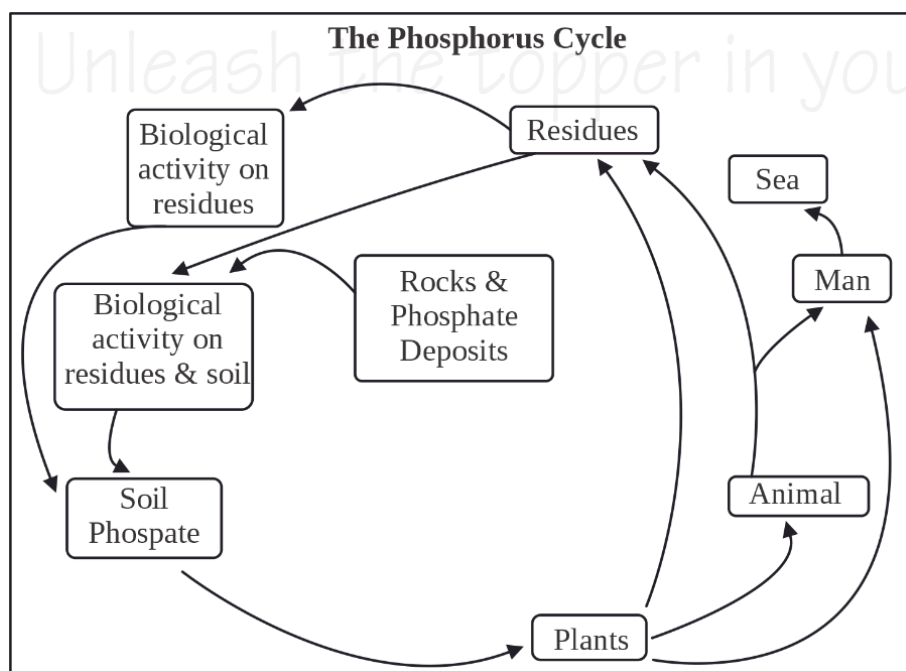 Unleash the topper in you
The Phosphorus Cycle
Biological
activity on
residues
Residues
Sea
Biological
activity on
residues & soil
Rocks &
Phosphate
Deposits
Man
Soil
Phospate
Animal
Plants